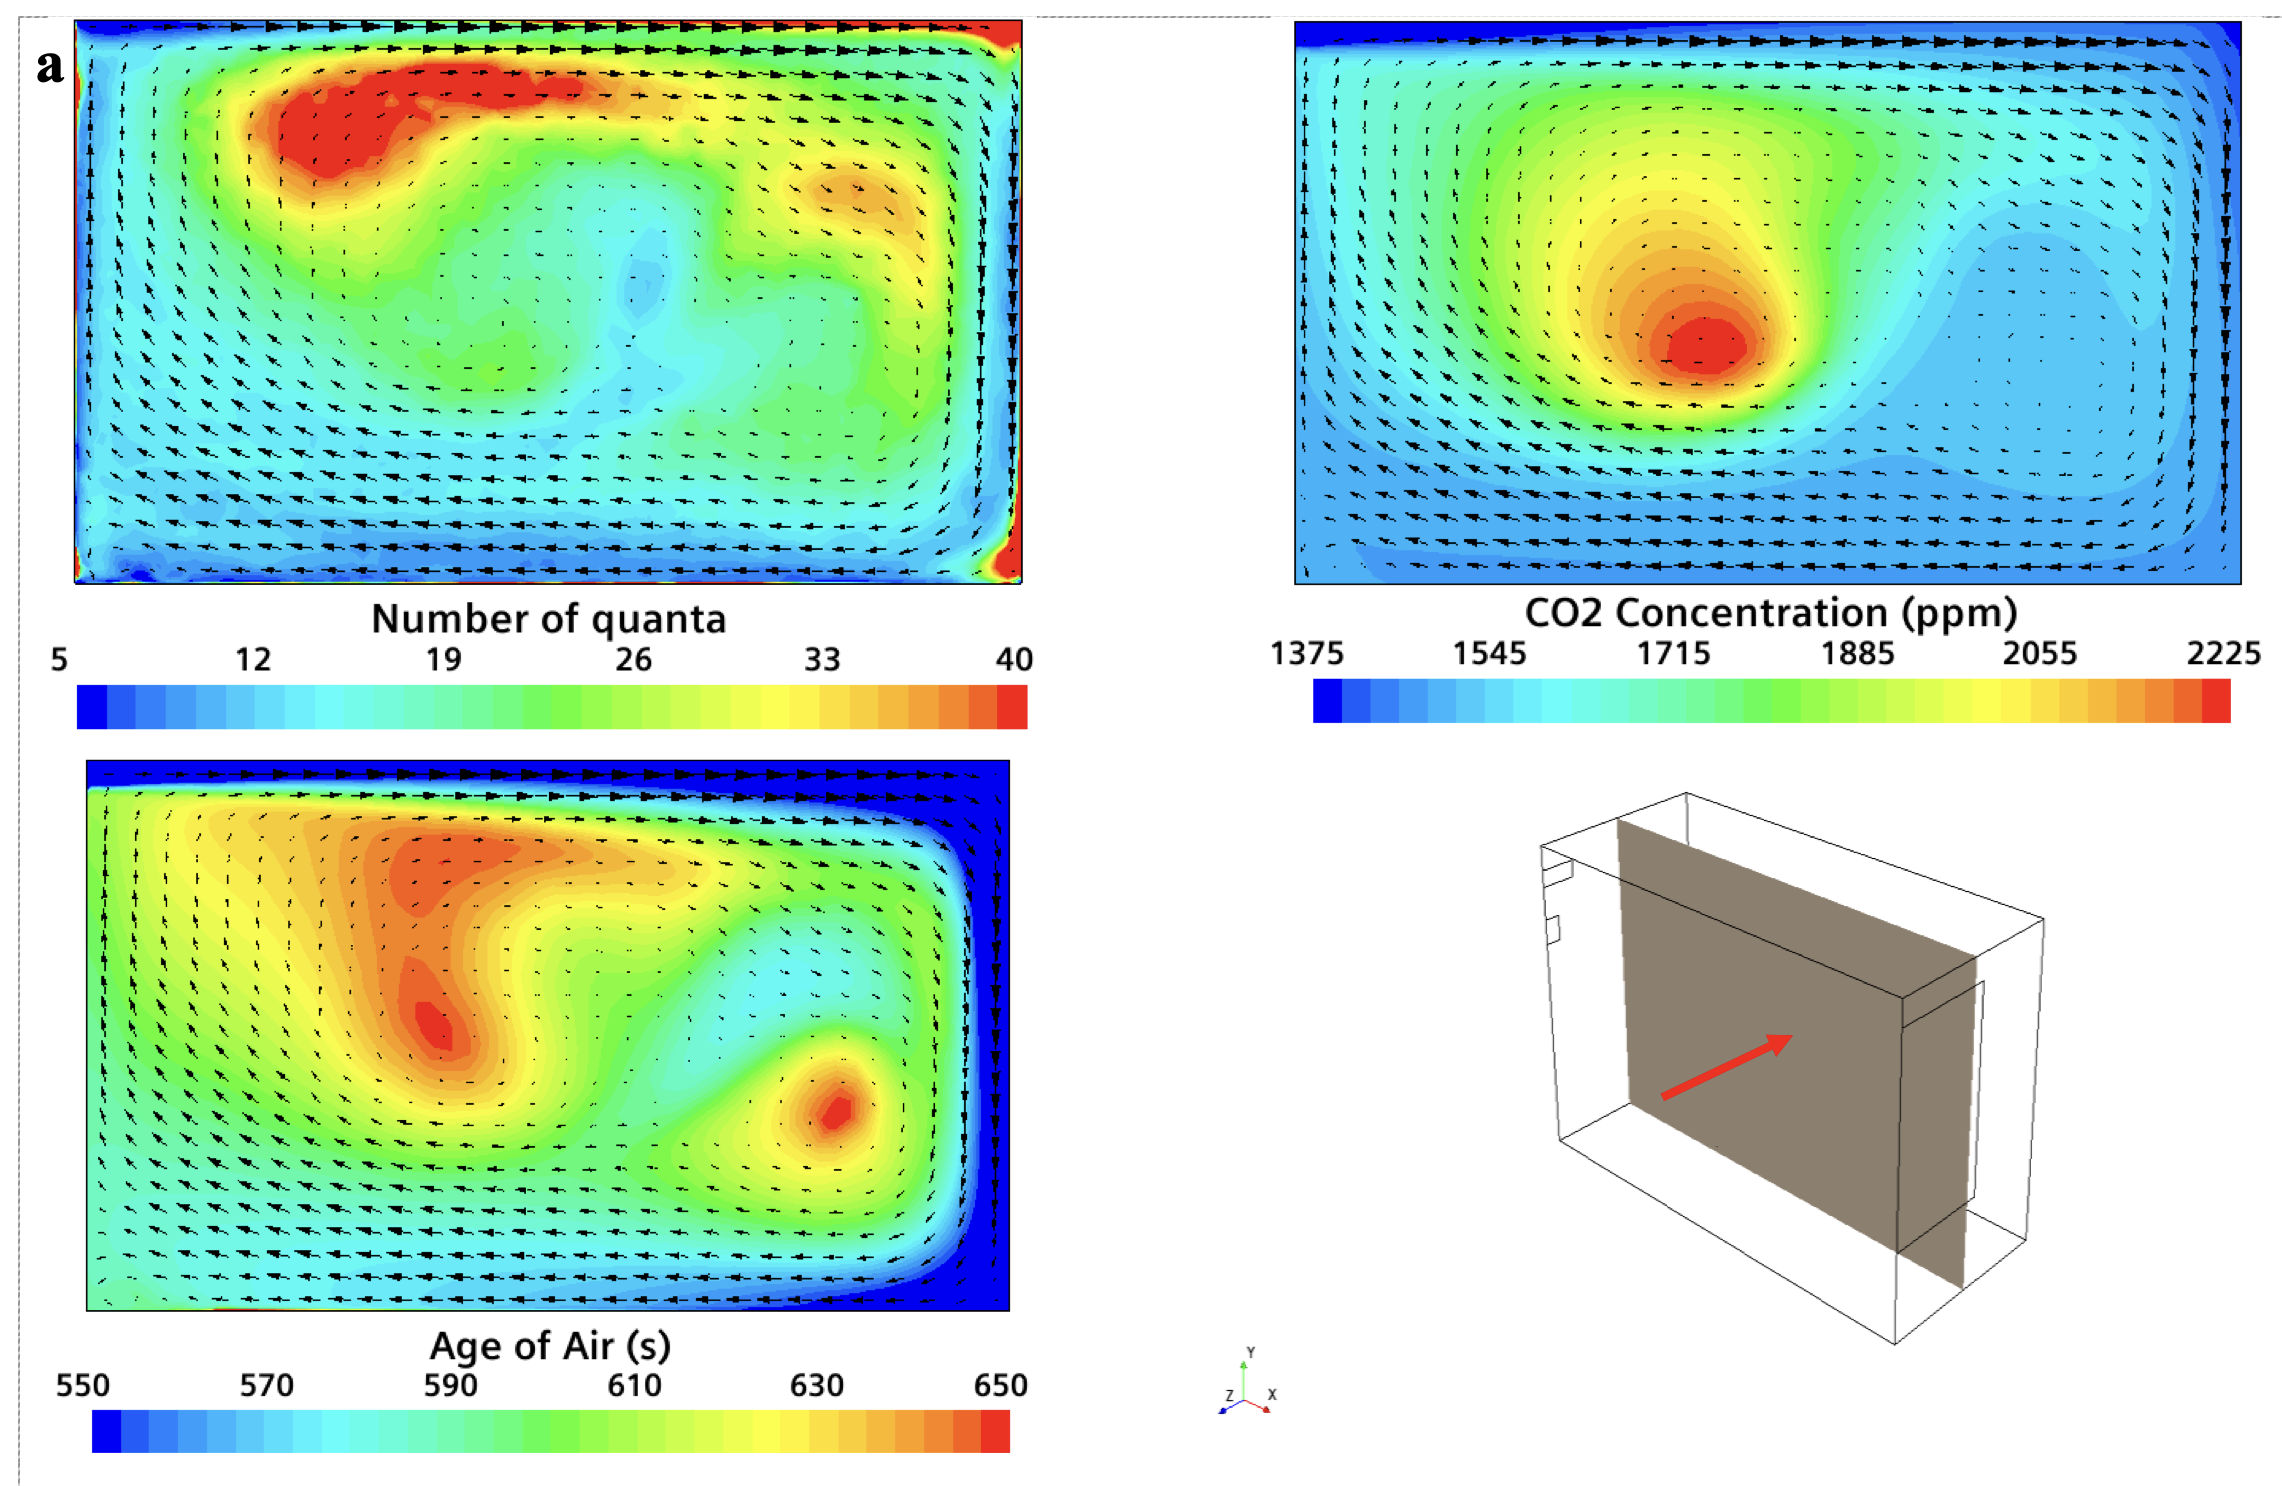 a
Number of quanta
5 12 19 26 33 40
CO2 Concentration (ppm)
1375 1545 1715 1885 2055 2225
Age of Air (s)
550 570 590 610 630 650
Y
Z X